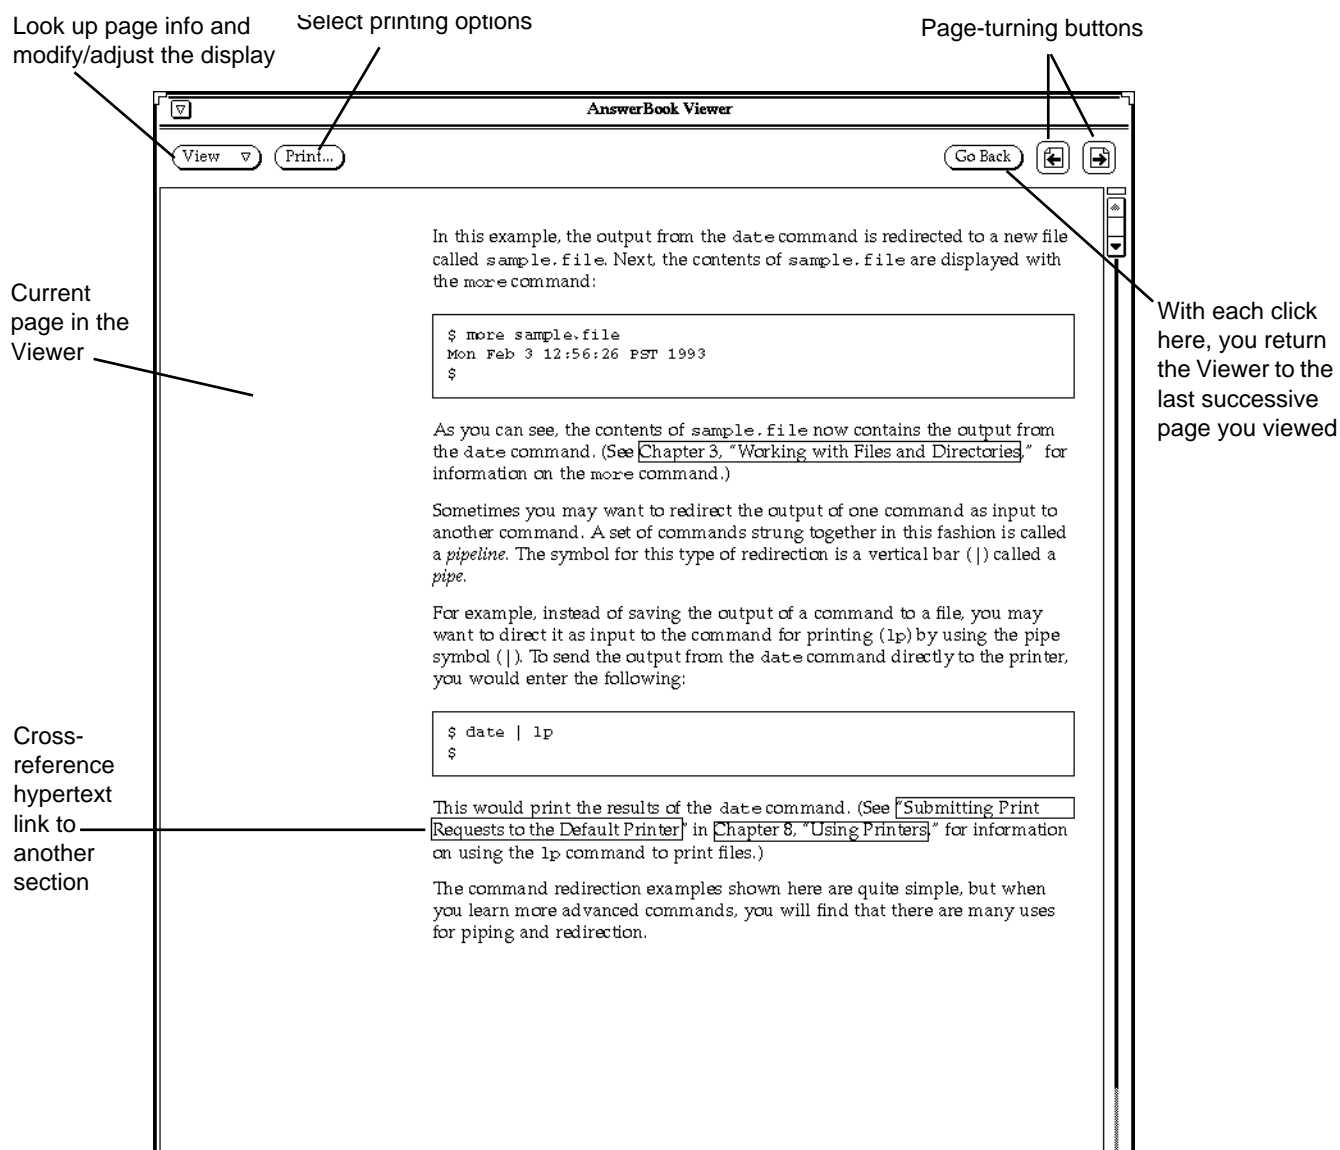 Look up page info and
modify/adjust the display
Select printing options
Page-turning buttons
AnswerBook Viewer
View
Print...
Go Back
In this example, the output from the date command is redirected to a new file
called sample.file. Next, the contents of sample.file are displayed with
the more command:
Current
page in the
Viewer
$ more sample.file
Mon Feb 3 12:56:26 PST 1993
$
With each click
here, you return
the Viewer to the
last successive
page you viewed
As you can see, the contents of sample.file now contains the output from
the date command. (See Chapter 3, “Working with Files and Directories,” for
information on the more command.)
Sometimes you may want to redirect the output of one command as input to
another command. A set of commands strung together in this fashion is called
a pipeline. The symbol for this type of redirection is a vertical bar (|) called a
pipe.
For example, instead of saving the output of a command to a file, you may
want to direct it as input to the command for printing (lp) by using the pipe
symbol (|). To send the output from the date command directly to the printer,
you would enter the following:
$ date | lp
$
Cross-
reference
hypertext
link to
another
section
This would print the results of the date command. (See “Submitting Print
Requests to the Default Printer” in Chapter 8, “Using Printers,” for information
on using the lp command to print files.)
The command redirection examples shown here are quite simple, but when
you learn more advanced commands, you will find that there are many uses
for piping and redirection.